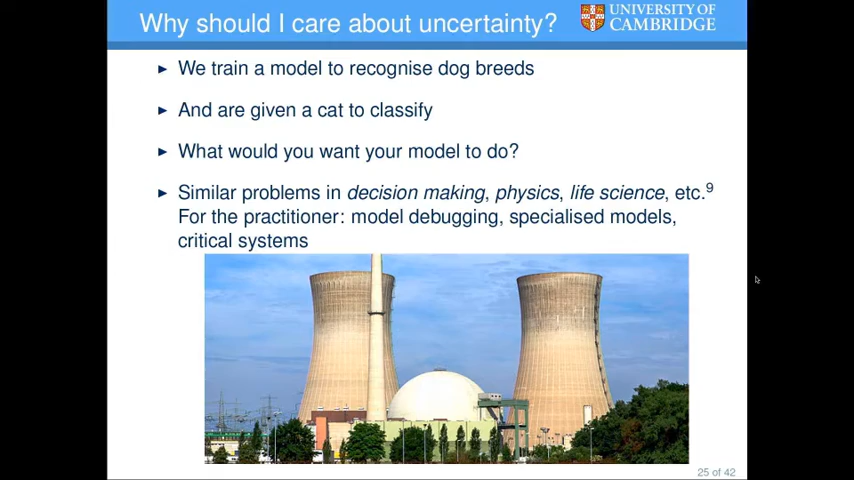 Why should I care about uncertainty?
UNIVERSITY OF
CAMBRIDGE
► We train a model to recognise dog breeds
► And are given a cat to classify
► What would you want your model to do?
► Similar problems in decision making, physics, life science, etc.⁹
For the practitioner: model debugging, specialised models,
critical systems
25 of 42